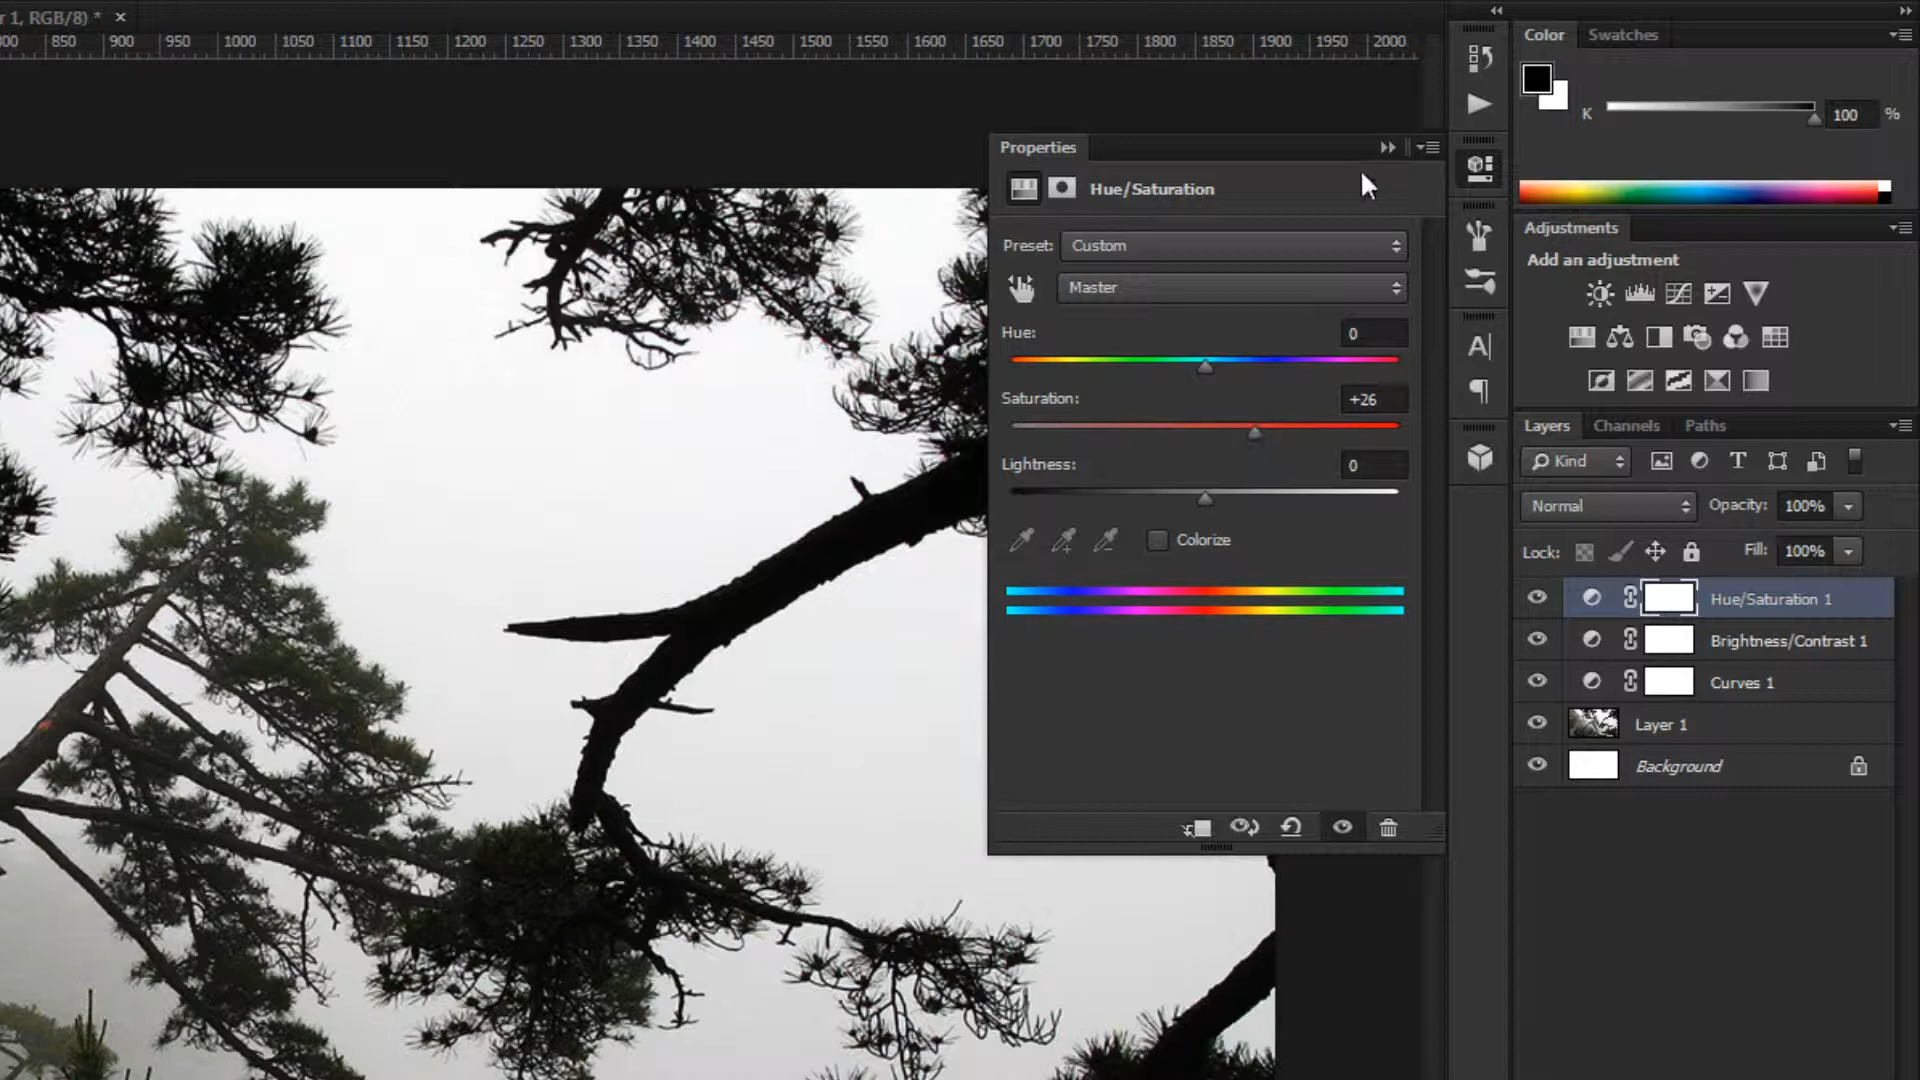 r 1, RGB/8) * ×
800 850 900 950 1000 1050 1100 1150 1200 1250 1300 1350 1400 1450 1500 1550 1600 1650 1700 1750 1800 1850 1900 1950 2000
Color Swatches
K 100 %
Properties
Hue/Saturation
Preset: Custom
Master
Hue: 0
Saturation: +26
Lightness: 0
Colorize
Adjustments
Add an adjustment
Layers Channels Paths
Kind
Normal Opacity: 100%
Lock: Fill: 100%
Hue/Saturation 1
Brightness/Contrast 1
Curves 1
Layer 1
Background